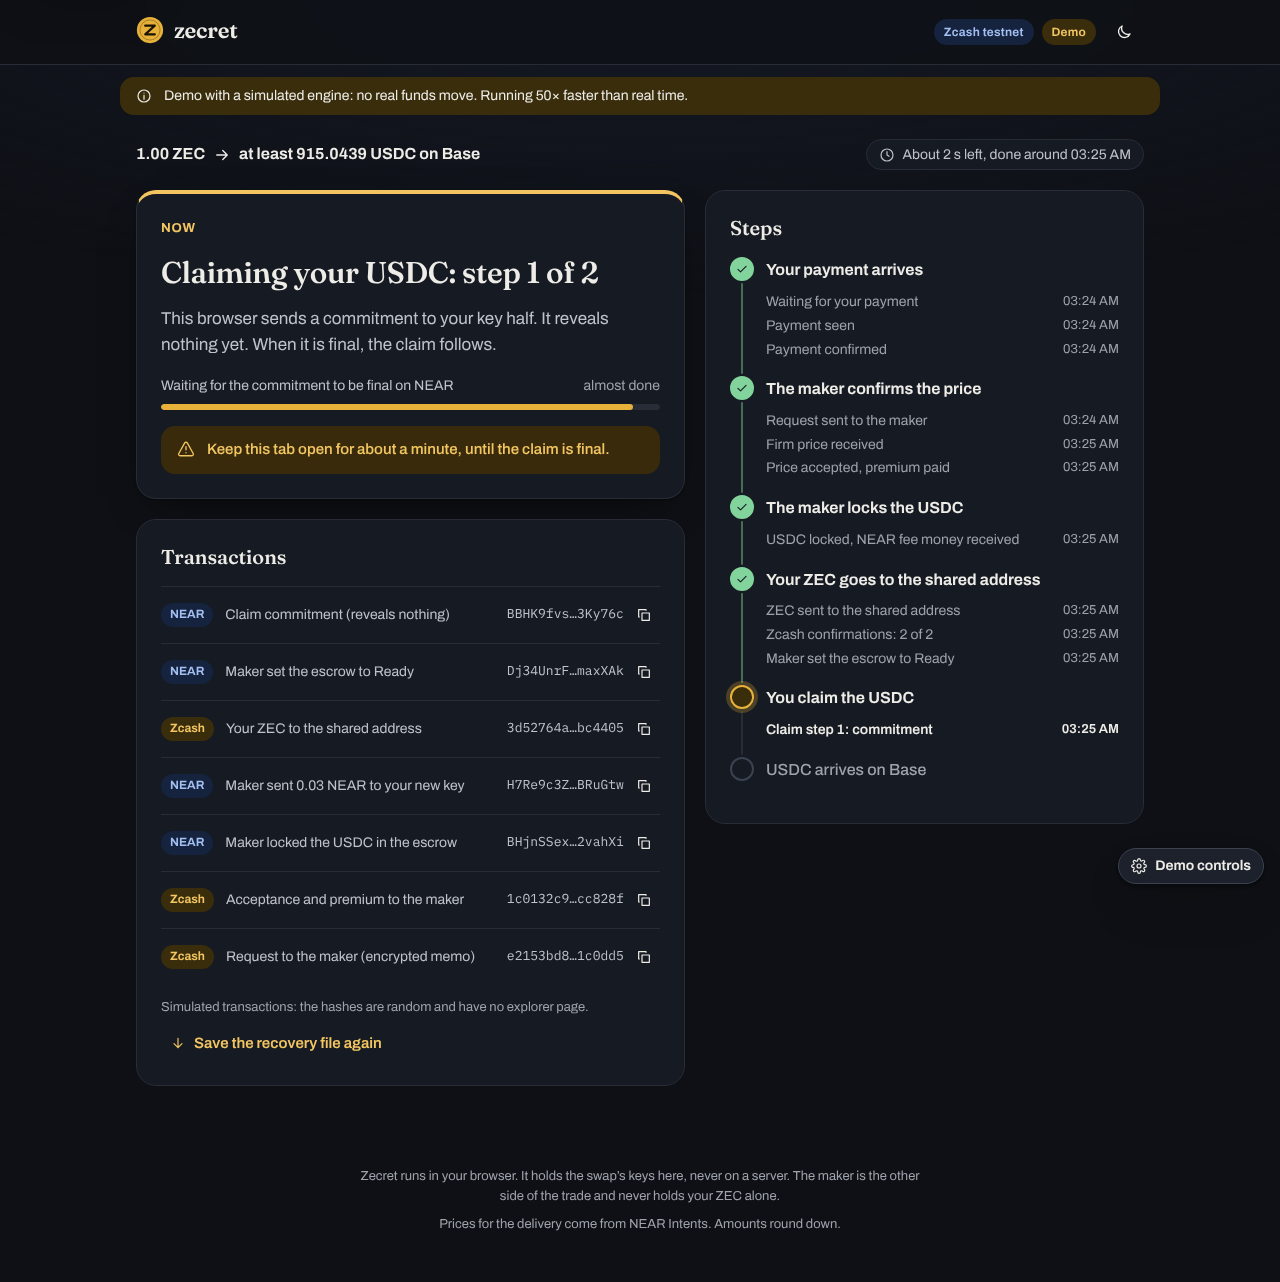 zecret
Zcash testnet
Demo
Demo with a simulated engine: no real funds move. Running 50× faster than real time.
1.00 ZEC → at least 915.0439 USDC on Base
About 2 s left, done around 03:25 AM
NOW
Claiming your USDC: step 1 of 2
This browser sends a commitment to your key half. It reveals
nothing yet. When it is final, the claim follows.
Waiting for the commitment to be final on NEAR
almost done
Keep this tab open for about a minute, until the claim is final.
Transactions
NEAR Claim commitment (reveals nothing) BBHK9fvs…3Ky76c
NEAR Maker set the escrow to Ready Dj34UnrF…maxXAk
Zcash Your ZEC to the shared address 3d52764a…bc4405
NEAR Maker sent 0.03 NEAR to your new key H7Re9c3Z…BRuGtw
NEAR Maker locked the USDC in the escrow BHjnSSex…2vahXi
Zcash Acceptance and premium to the maker 1c0132c9…cc828f
Zcash Request to the maker (encrypted memo) e2153bd8…1c0dd5
Simulated transactions: the hashes are random and have no explorer page.
Save the recovery file again
Steps
Your payment arrives
Waiting for your payment 03:24 AM
Payment seen 03:24 AM
Payment confirmed 03:24 AM
The maker confirms the price
Request sent to the maker 03:24 AM
Firm price received 03:25 AM
Price accepted, premium paid 03:25 AM
The maker locks the USDC
USDC locked, NEAR fee money received 03:25 AM
Your ZEC goes to the shared address
ZEC sent to the shared address 03:25 AM
Zcash confirmations: 2 of 2 03:25 AM
Maker set the escrow to Ready 03:25 AM
You claim the USDC
Claim step 1: commitment 03:25 AM
USDC arrives on Base
Demo controls
Zecret runs in your browser. It holds the swap's keys here, never on a server. The maker is the other
side of the trade and never holds your ZEC alone.
Prices for the delivery come from NEAR Intents. Amounts round down.